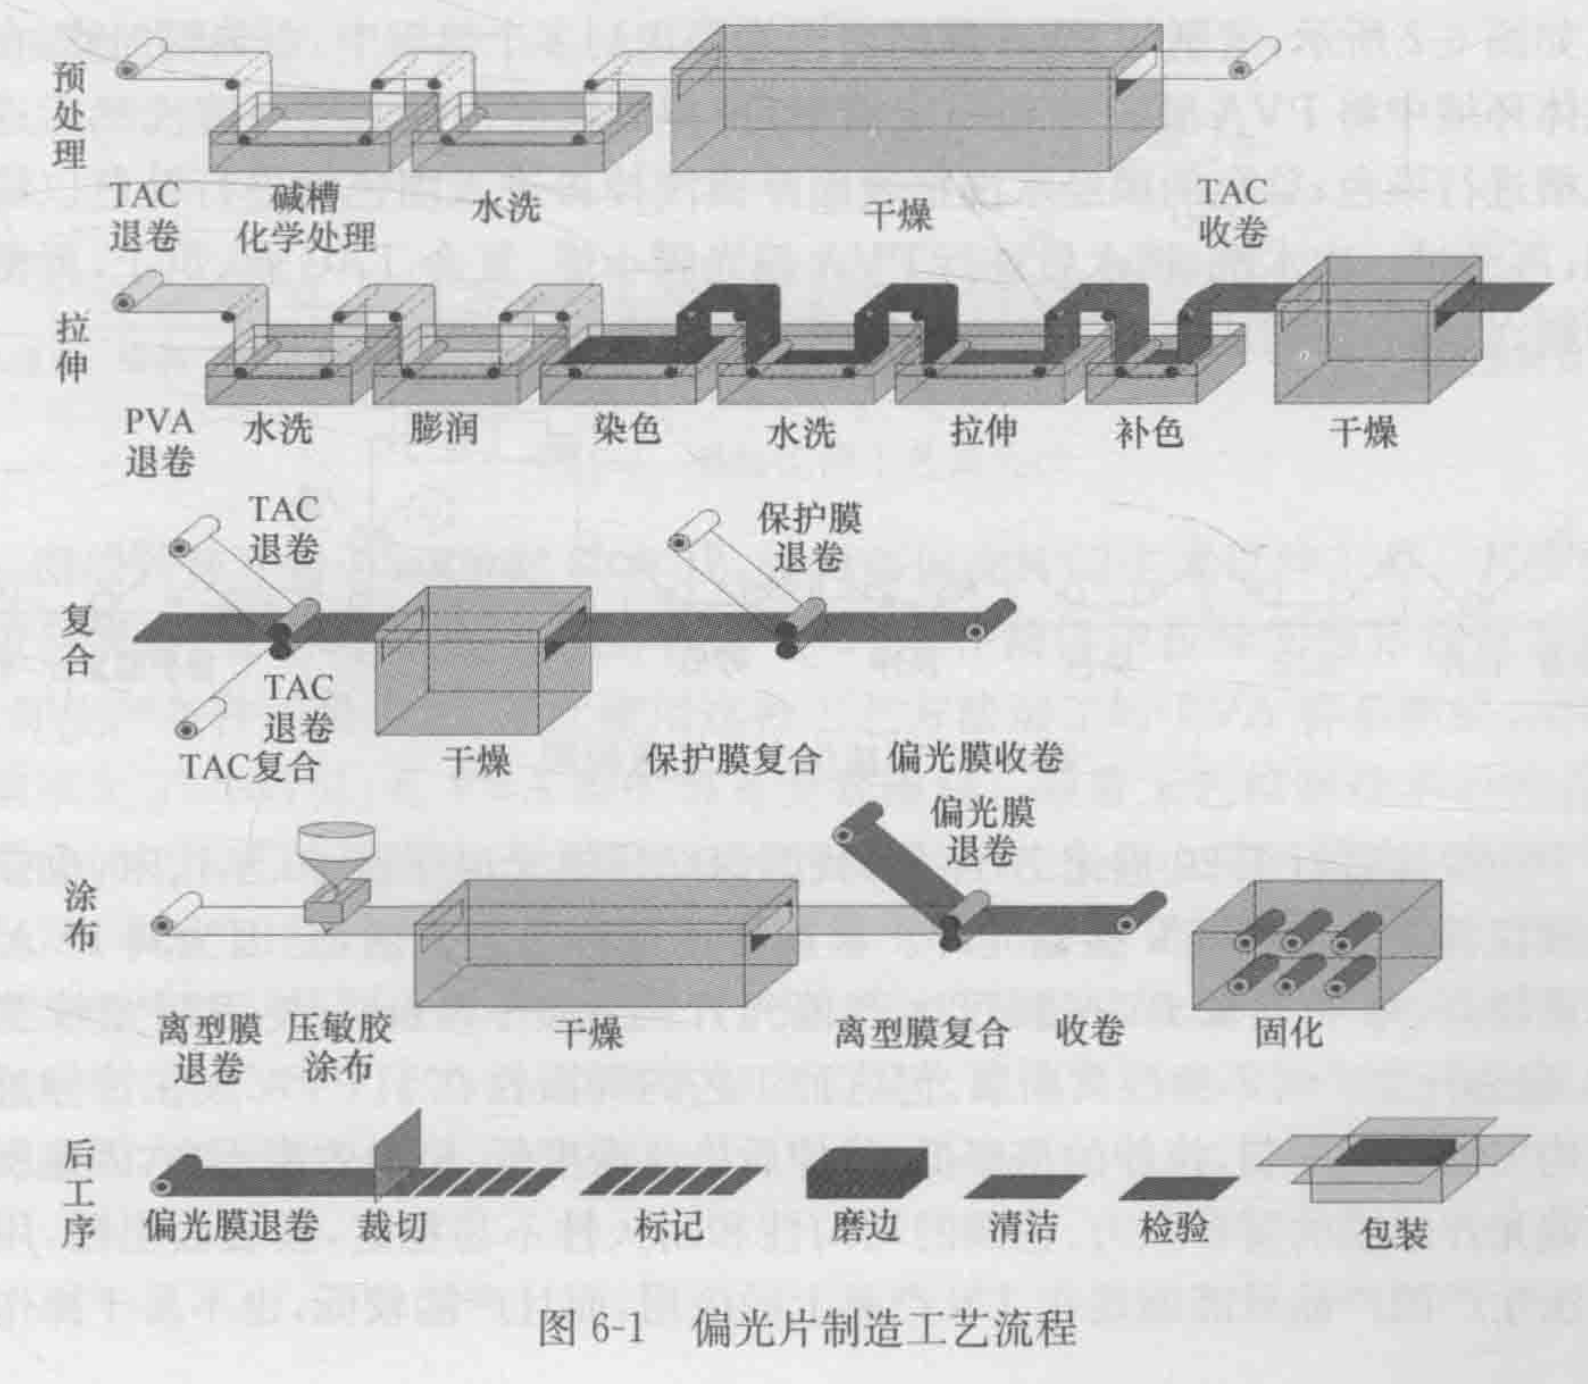 预处理
TAC
退卷
碱槽
化学处理
水洗
干燥
TAC
收卷
拉伸
PVA
退卷
水洗
膨润
染色
水洗
拉伸
补色
干燥
复合
TAC
退卷
保护膜
退卷
TAC
退卷
TAC复合
干燥
保护膜复合
偏光膜收卷
涂布
偏光膜
退卷
离型膜
退卷
压敏胶
涂布
干燥
离型膜复合
收卷
固化
后工序
偏光膜退卷
裁切
标记
磨边
清洁
检验
包装
图 6-1 偏光片制造工艺流程